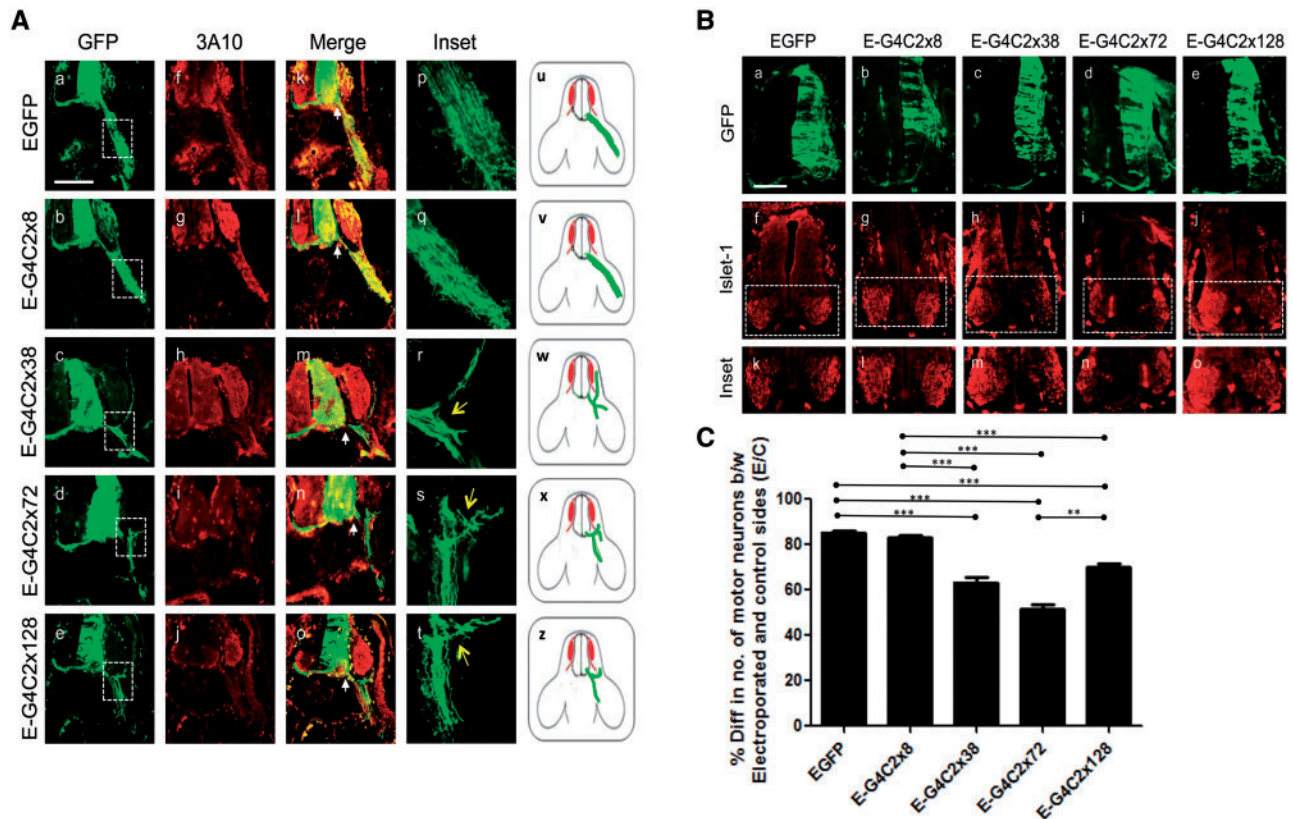 A
GFP 3A10 Merge Inset
EGFP
a f k p u
E-G4C2x8
b g l q v
E-G4C2x38
c h m r w
E-G4C2x72
d i n s x
E-G4C2x128
e j o t z
B
EGFP E-G4C2x8 E-G4C2x38 E-G4C2x72 E-G4C2x128
GFP
a b c d e
Islet-1
f g h i j
Inset
k l m n o
C
***
***
***
***
***
**
***
% Diff in no. of motor neurons b/w
Electroporated and control sides (E/C)
100
80
60
40
20
0
EGFP
E-G4C2x8
E-G4C2x38
E-G4C2x72
E-G4C2x128